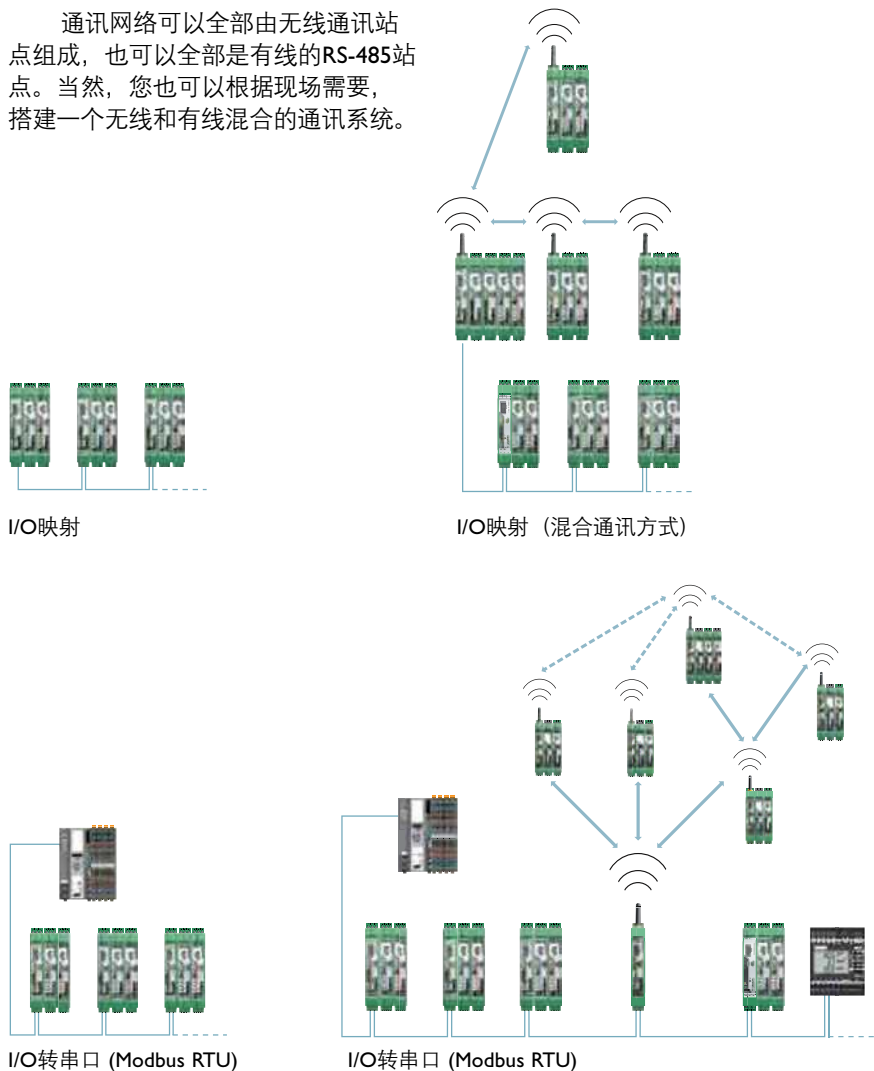 通讯网络可以全部由无线通讯站
点组成，也可以全部是有线的RS-485站
点。当然，您也可以根据现场需要，
搭建一个无线和有线混合的通讯系统。
I/O映射
I/O映射（混合通讯方式）
I/O转串口 (Modbus RTU)
I/O转串口 (Modbus RTU)